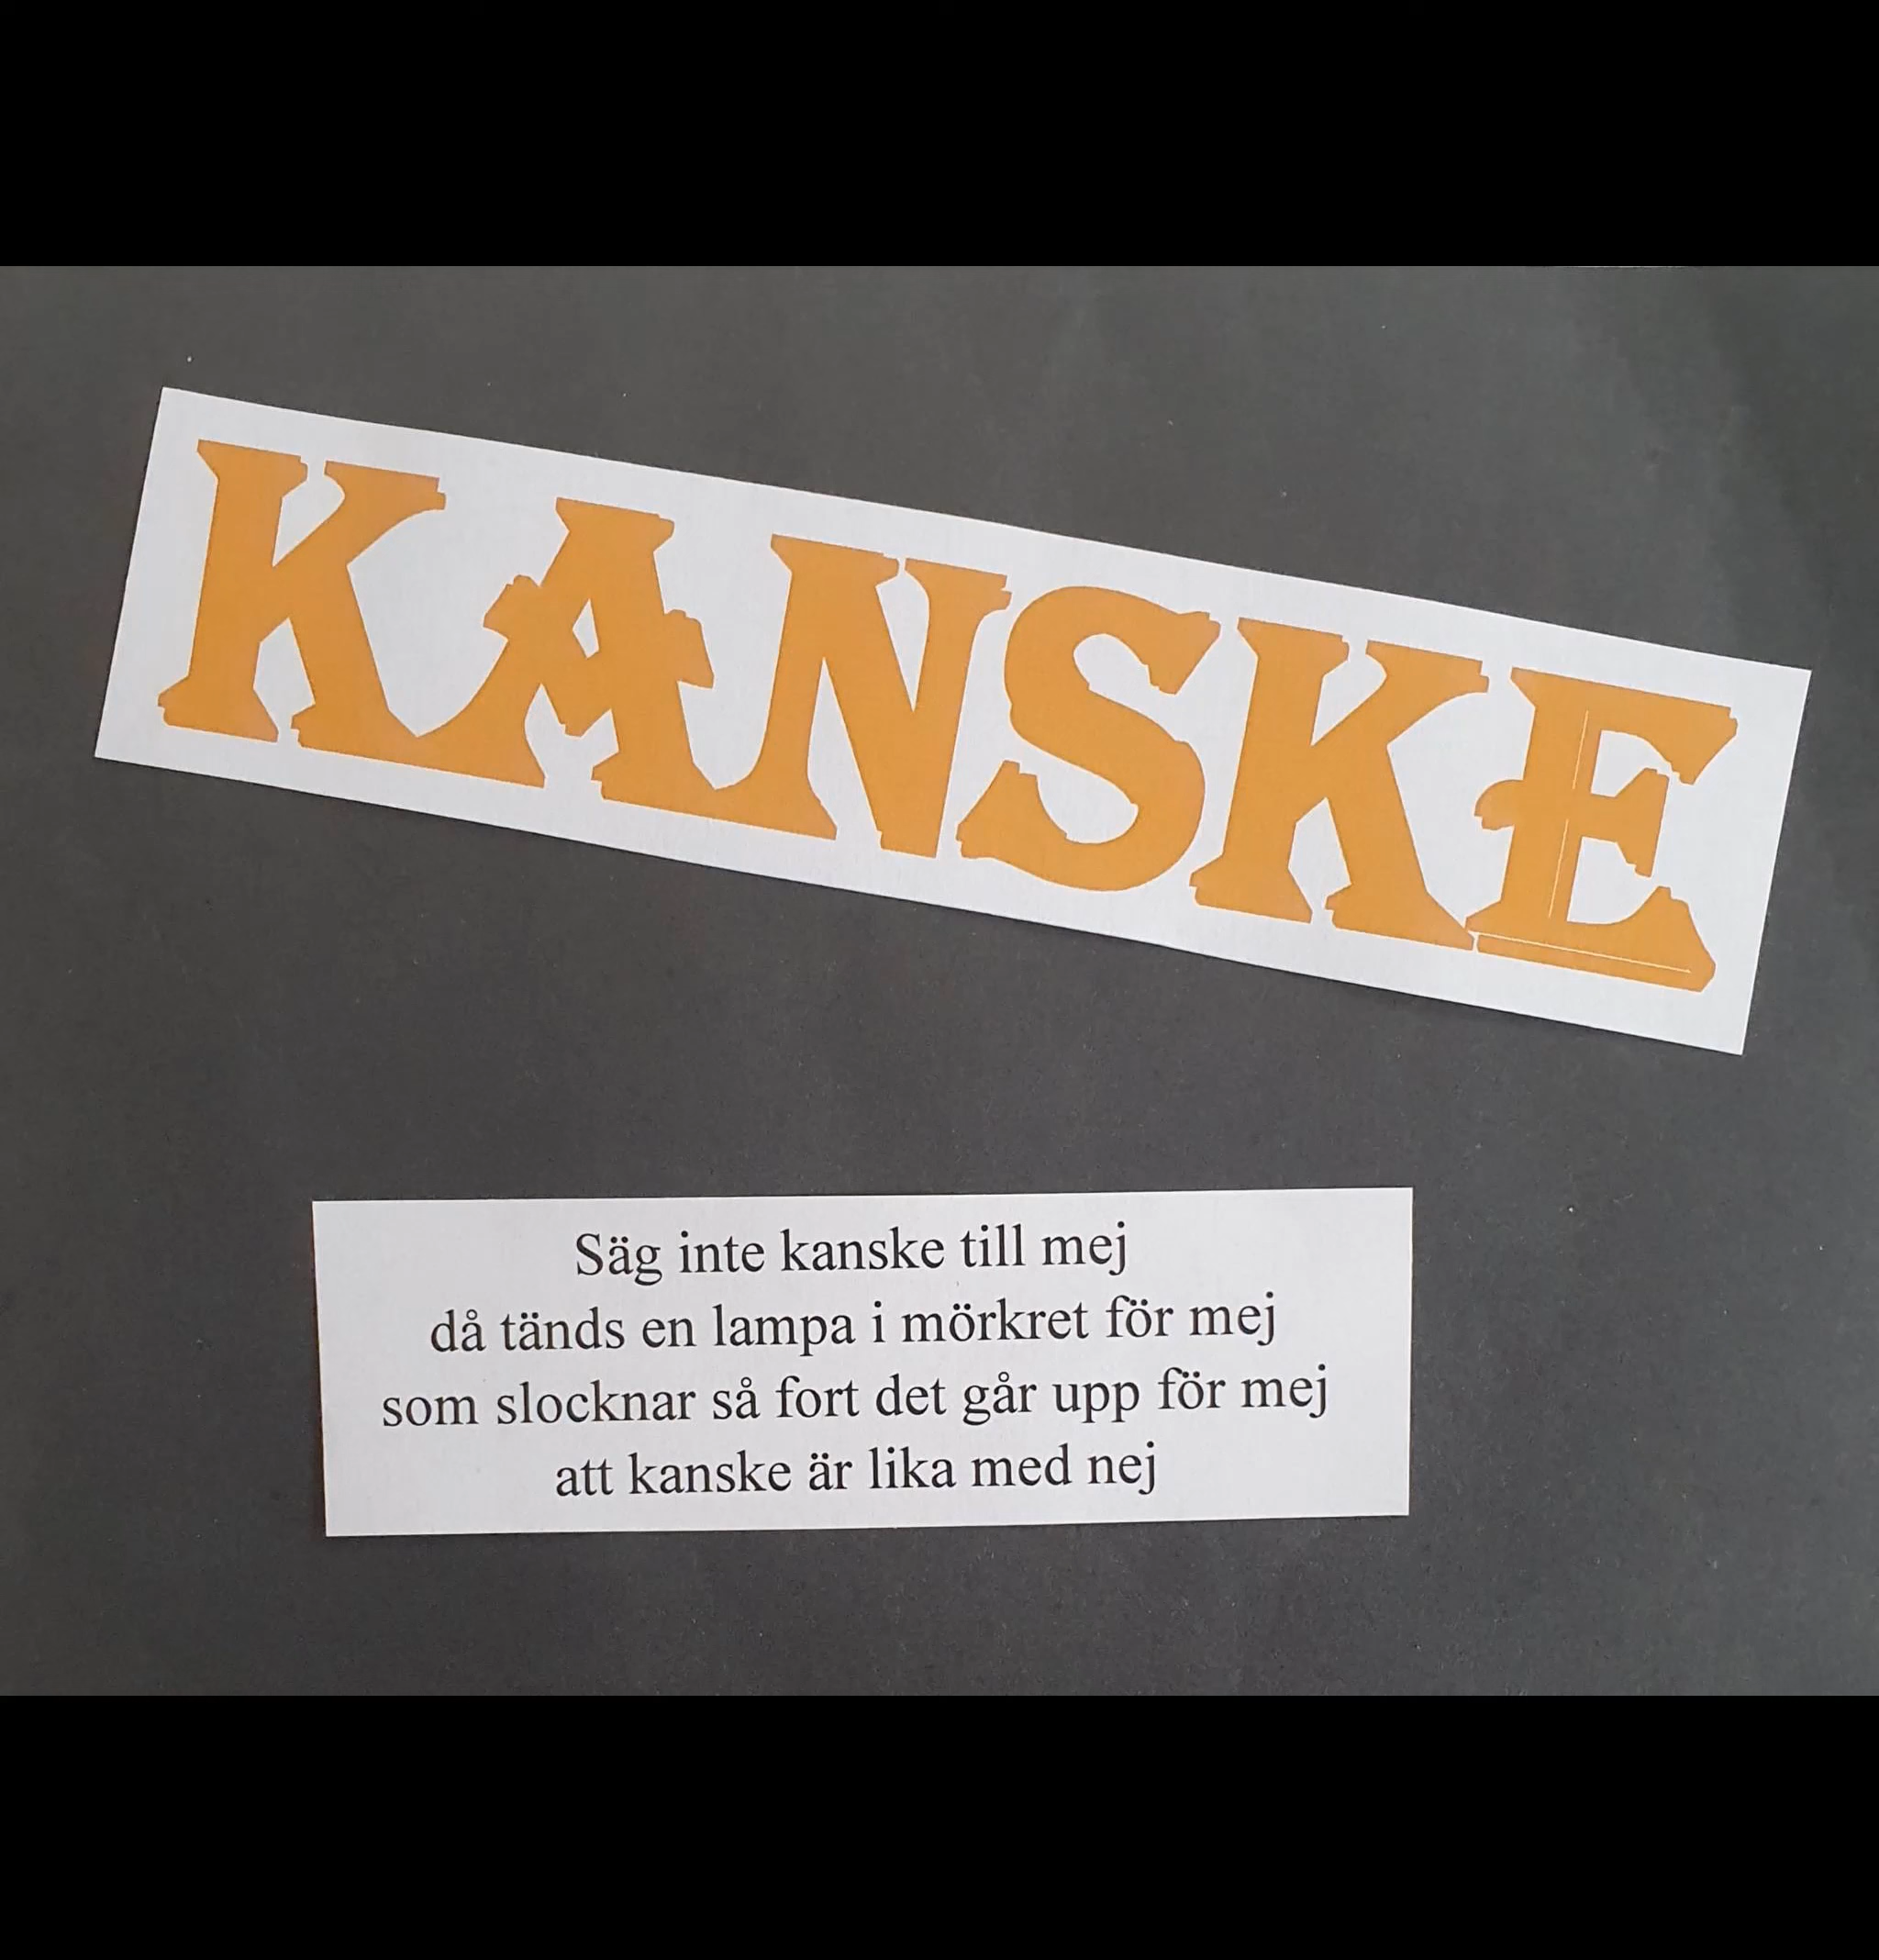 KANSKE
Säg inte kanske till mej
då tänds en lampa i mörkret för mej
som slocknar så fort det går upp för mej
att kanske är lika med nej